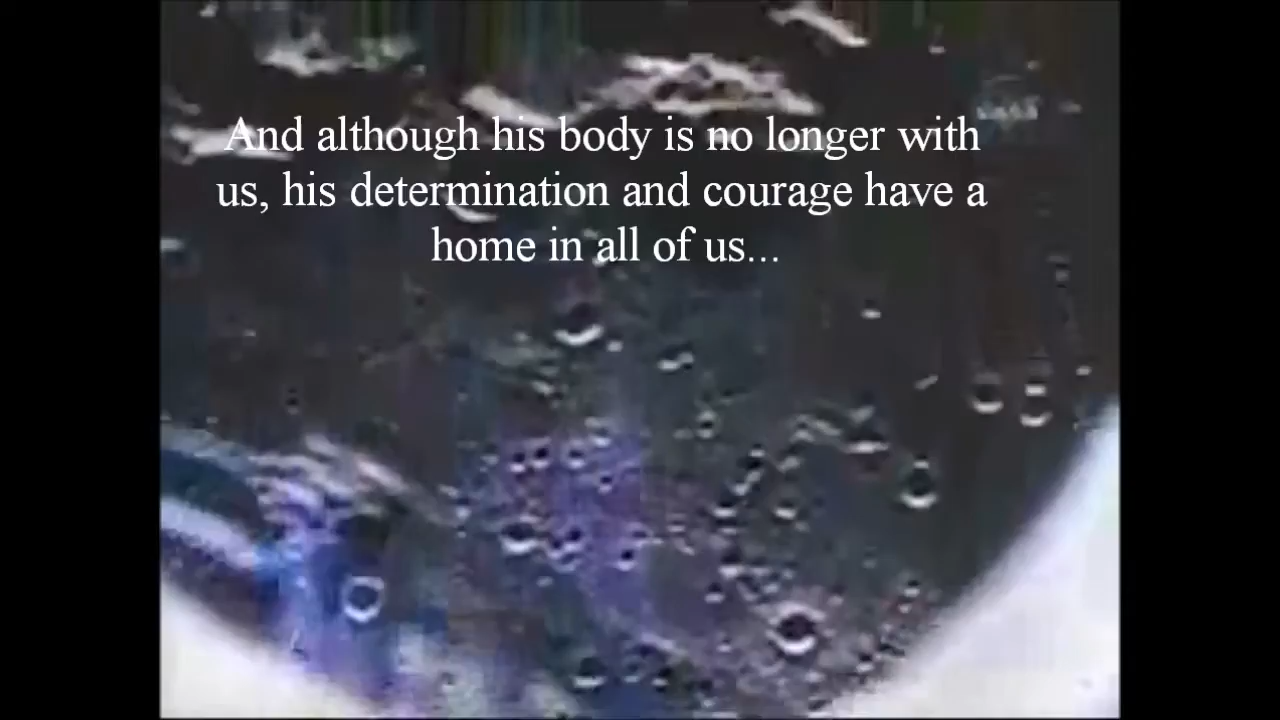 And although his body is no longer with
us, his determination and courage have a
home in all of us...